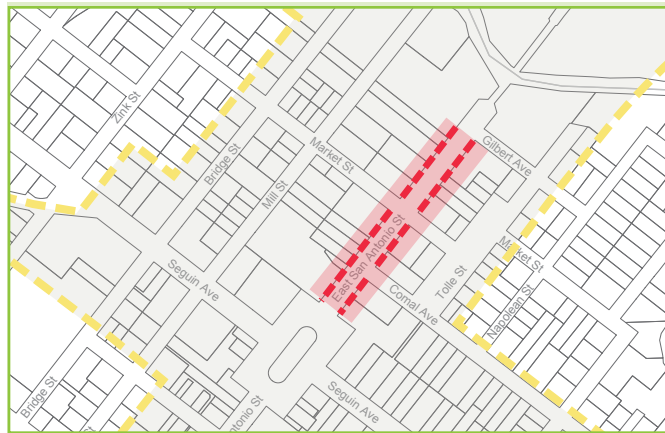 Zink St
Bridge St
Market St
Gilbert Ave
Mill St
East San Antonio St
Market St
Seguin Ave
Tolle St
Comal Ave
Napolean St
Bridge St
Seguin Ave
Antonio St
St